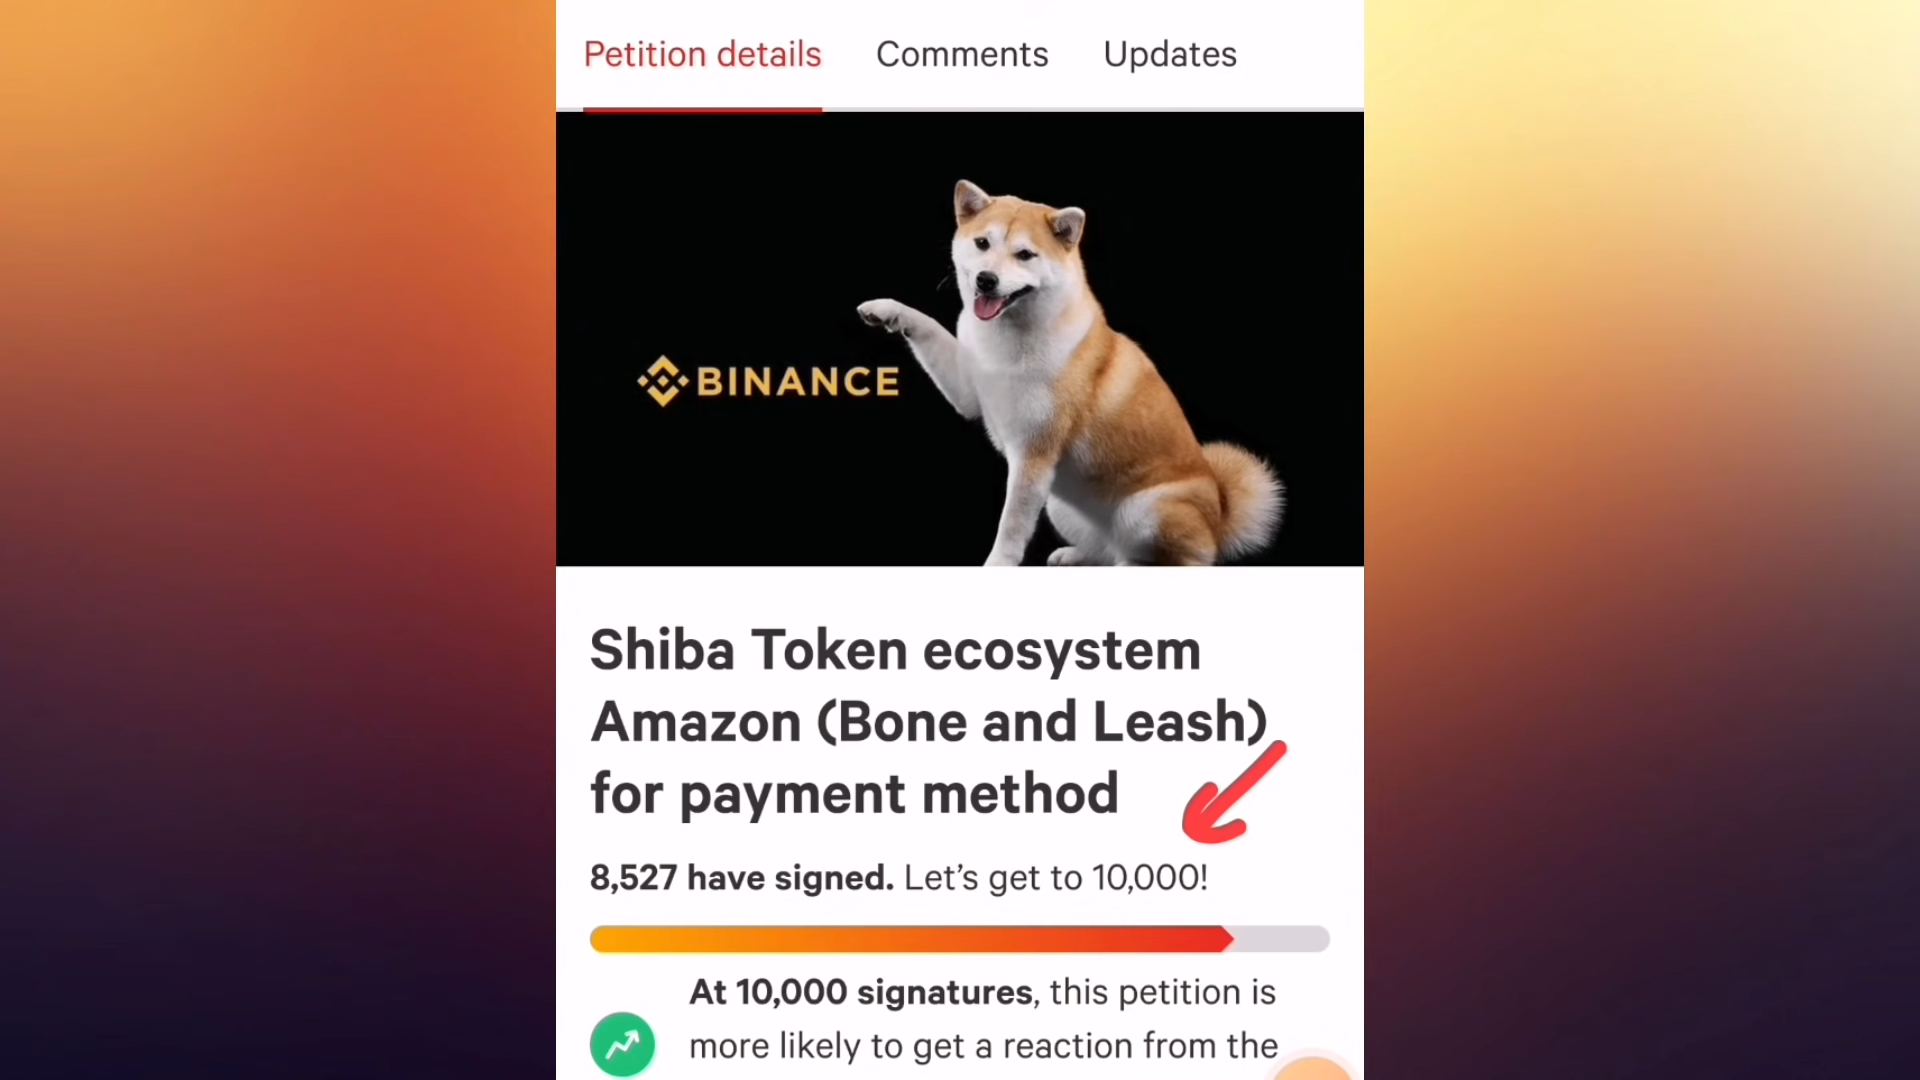 Petition details Comments Updates
BINANCE
Shiba Token ecosystem
Amazon (Bone and Leash)
for payment method
8,527 have signed. Let’s get to 10,000!
At 10,000 signatures, this petition is
more likely to get a reaction from the